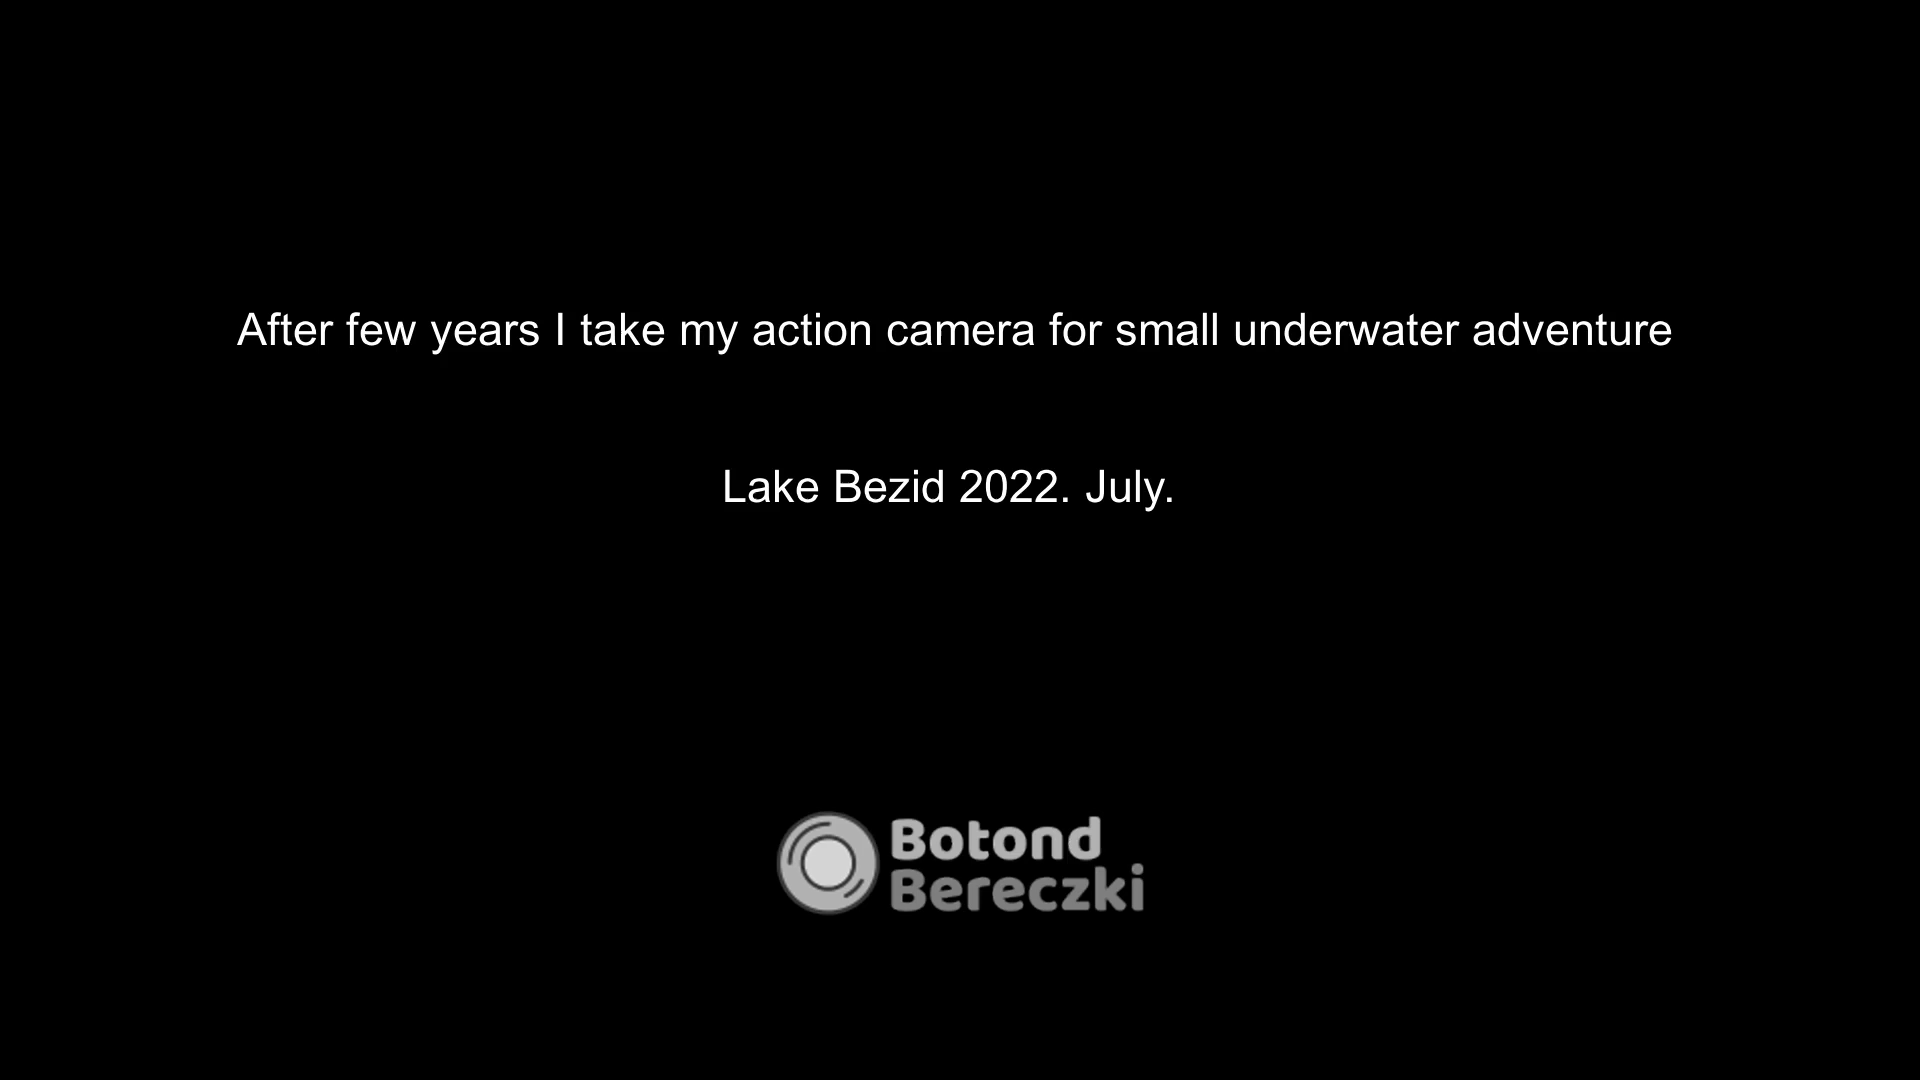 After few years I take my action camera for small underwater adventure
Lake Bezid 2022. July.
Botond
Bereczki